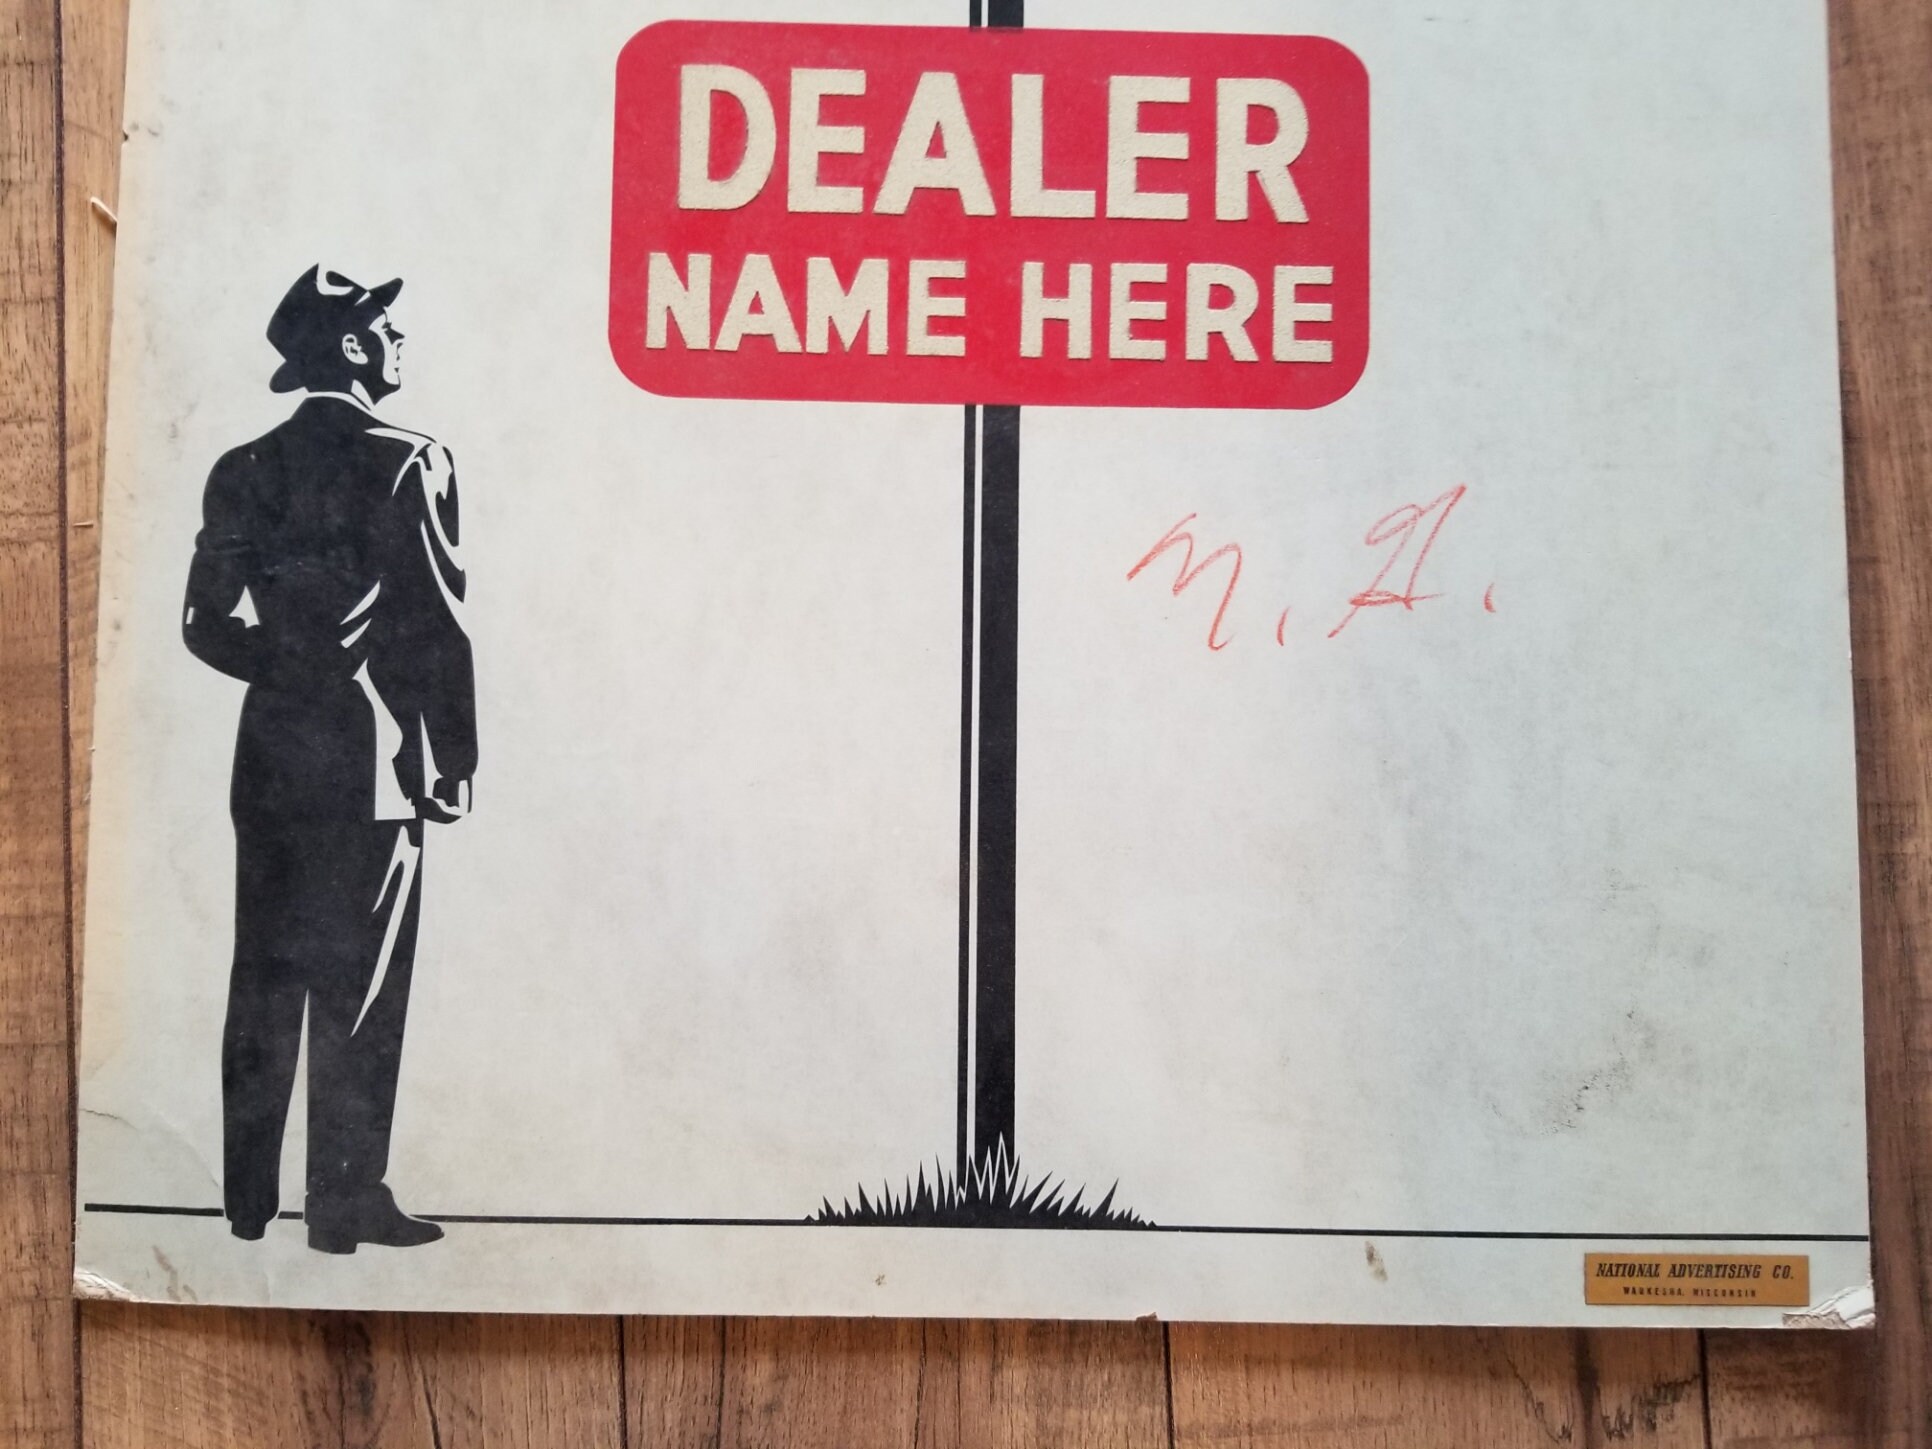 DEALER
NAME HERE
N. G.
NATIONAL ADVERTISING CO.
WAUKESHA, WISCONSIN